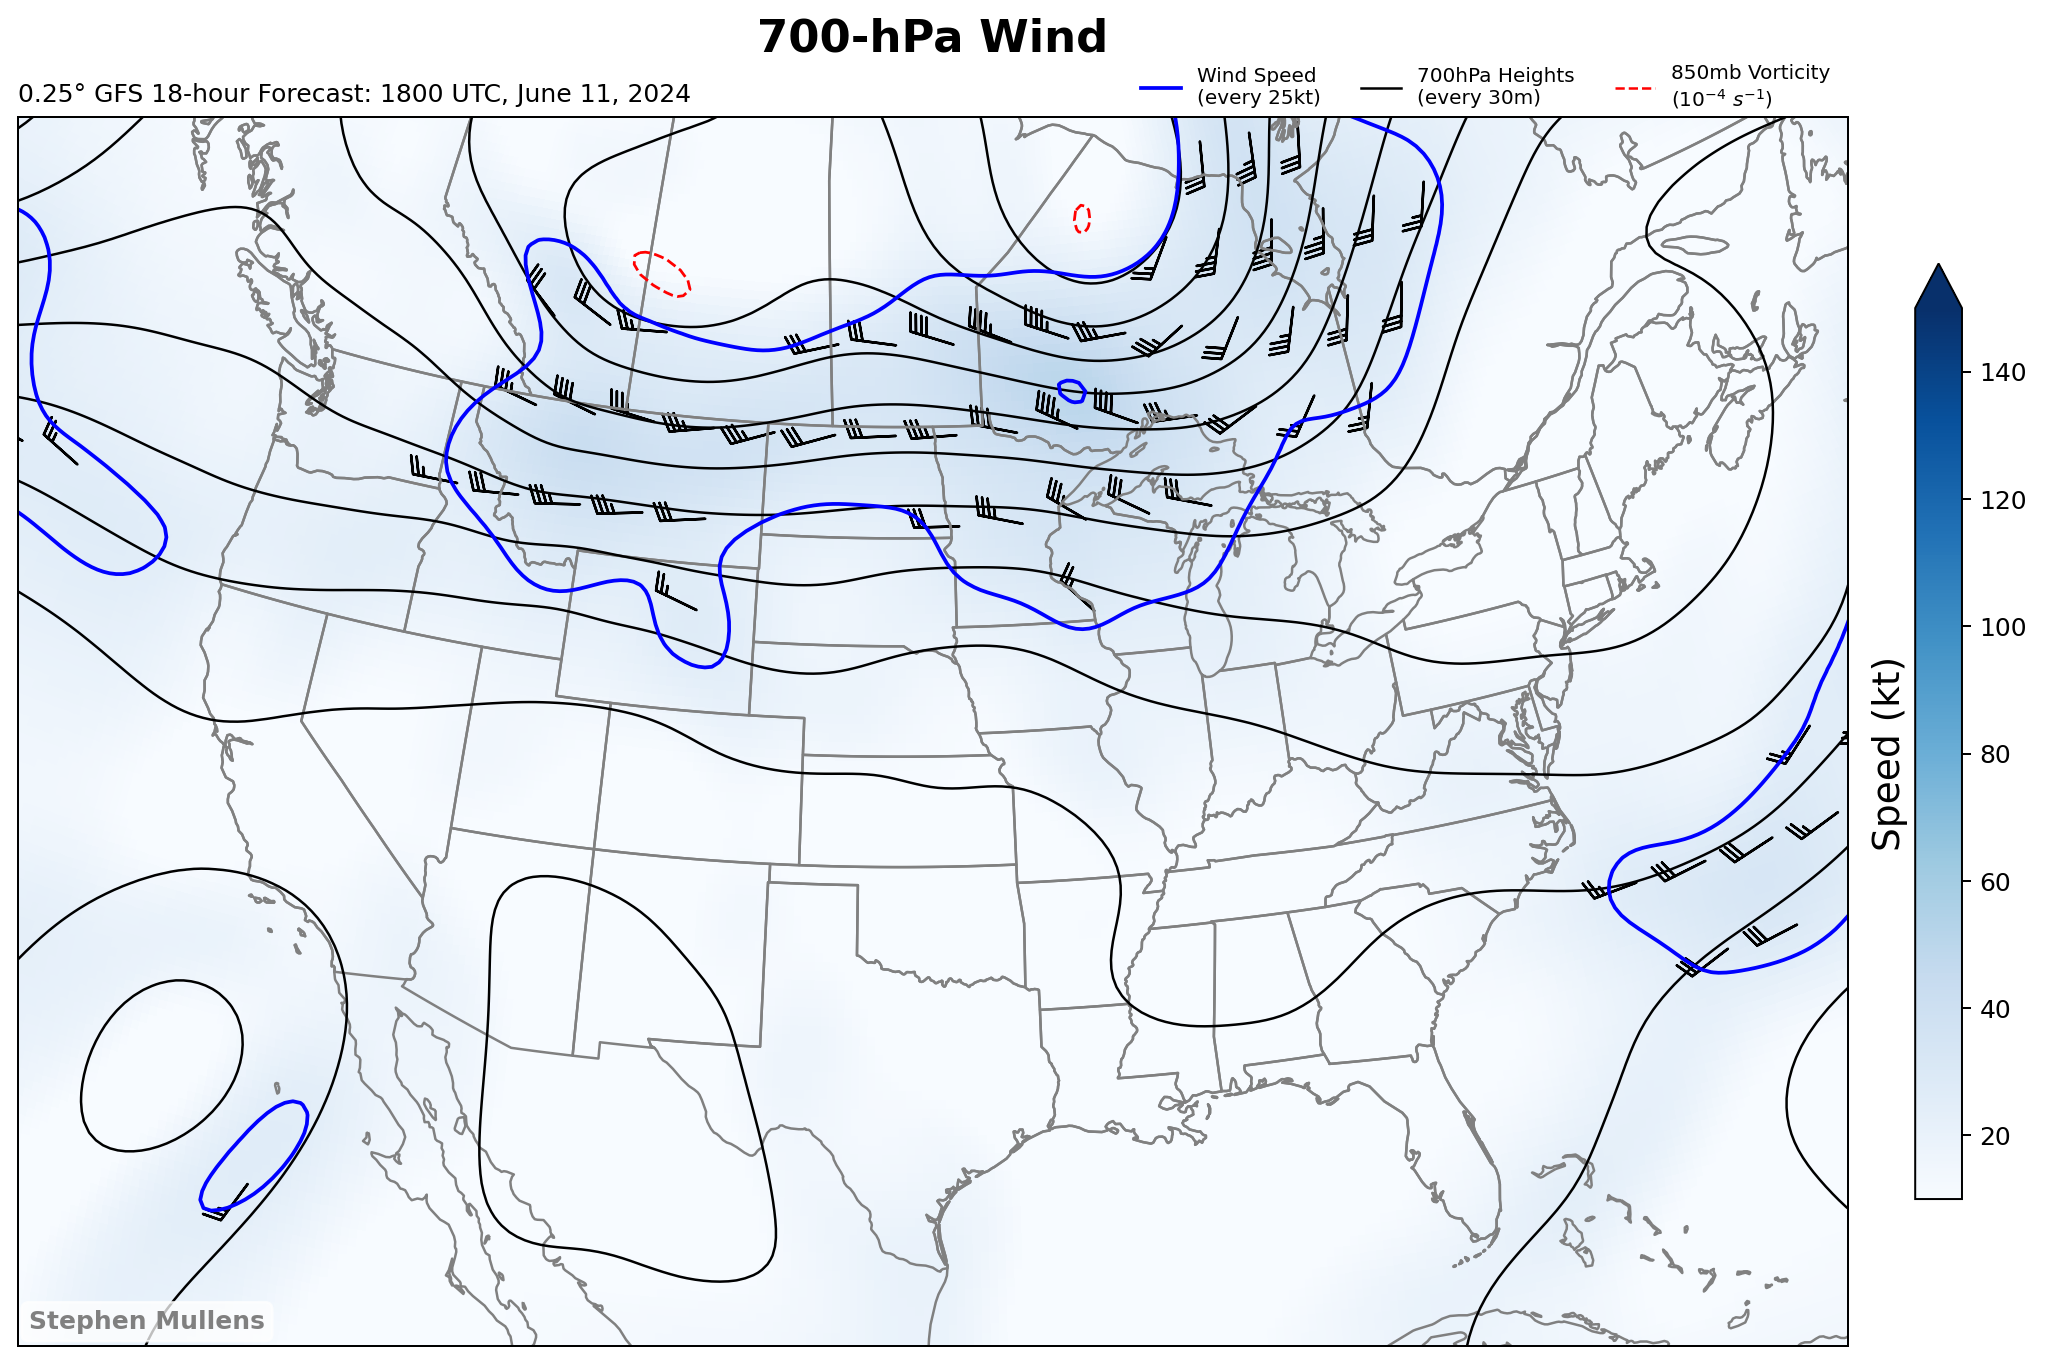 700-hPa Wind
0.25° GFS 18-hour Forecast: 1800 UTC, June 11, 2024
Wind Speed
(every 25kt)
700hPa Heights
(every 30m)
850mb Vorticity
(10⁻⁴ s⁻¹)
140
120
100
80
60
40
20
Speed (kt)
Stephen Mullens